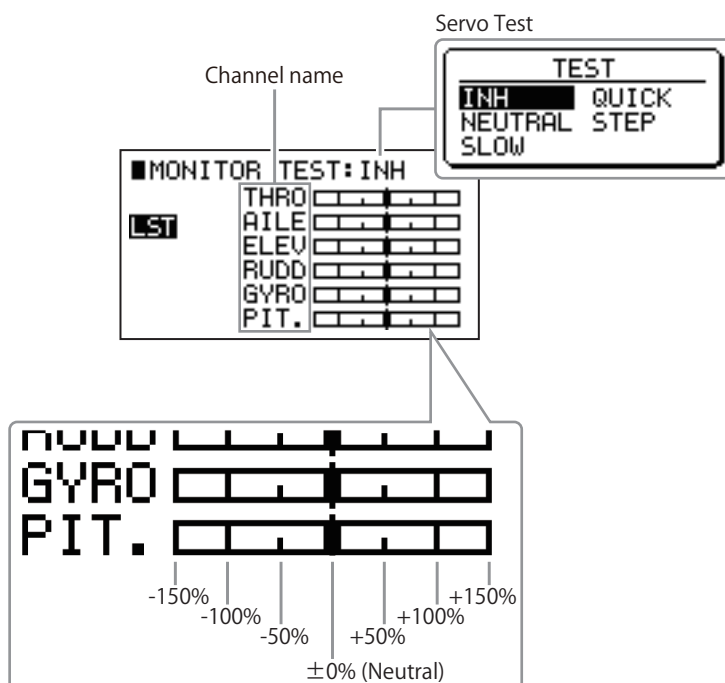 Servo Test
TEST
INH QUICK
NEUTRAL STEP
SLOW
Channel name
■MONITOR TEST:INH
LST
THRO
AILE
ELEV
RUDD
GYRO
PIT.
RUDD
GYRO
PIT.
-150%
-100%
-50%
±0% (Neutral)
+50%
+100%
+150%